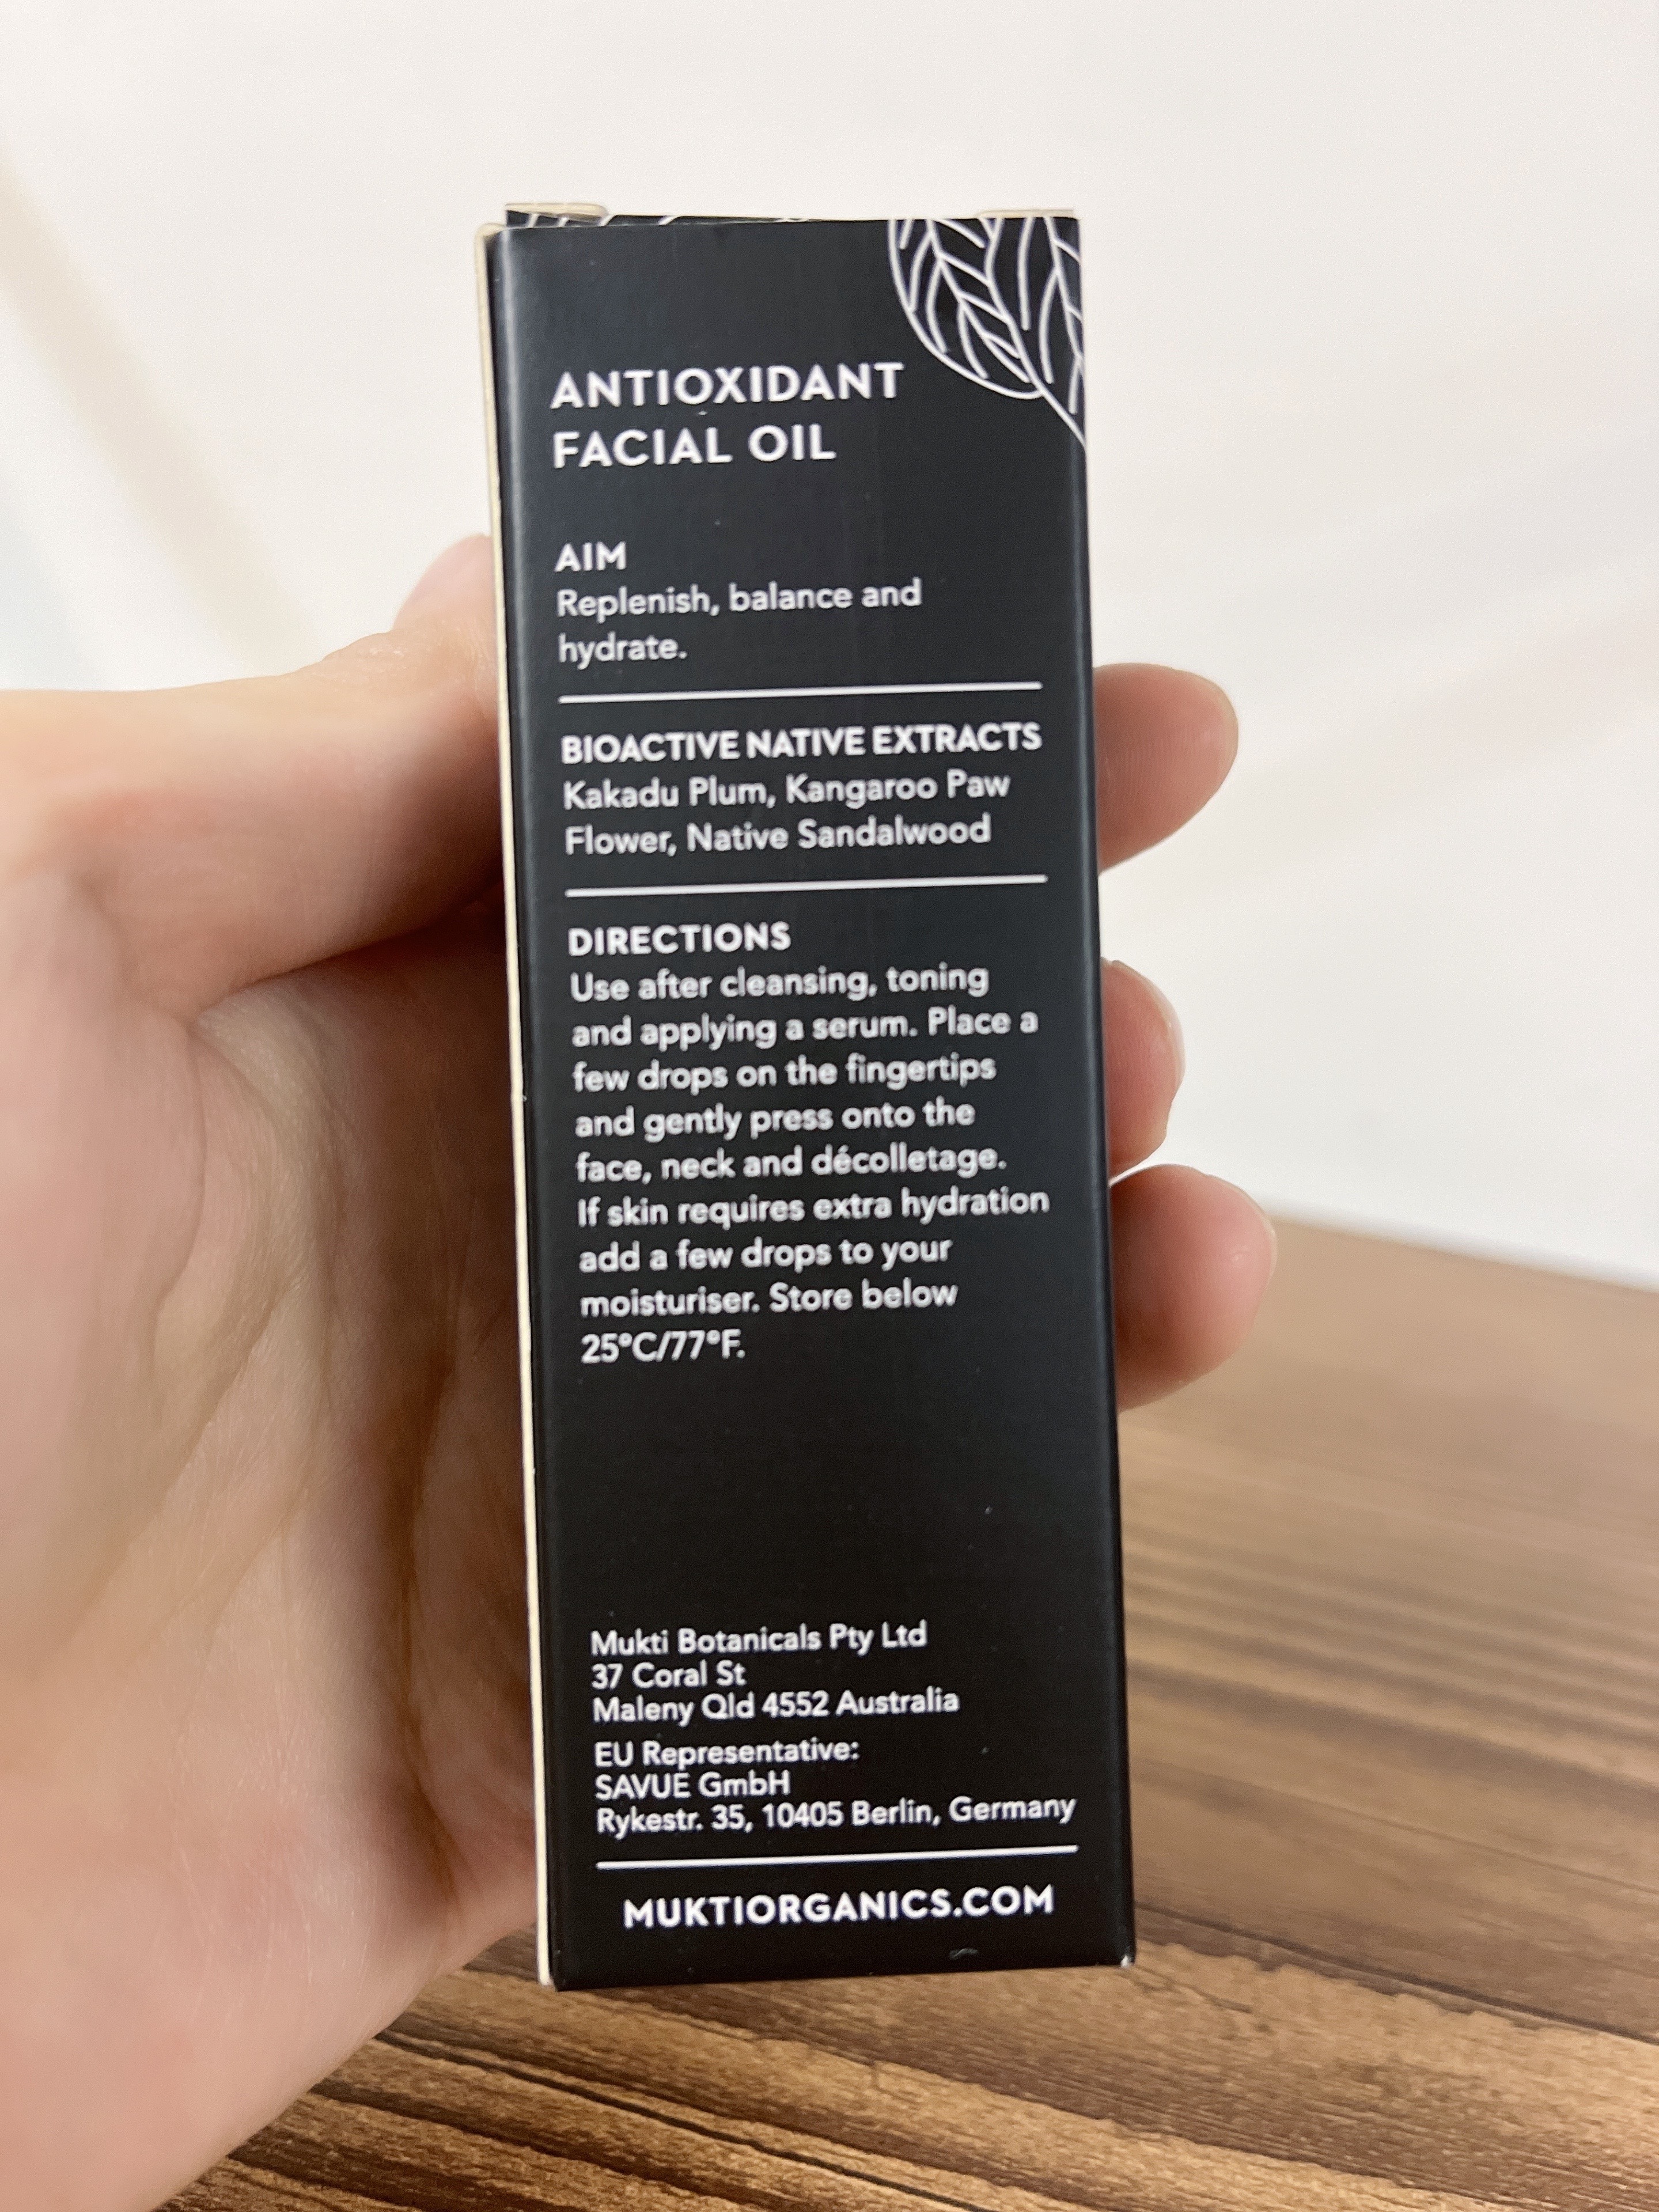 ANTIOXIDANT
FACIAL OIL
AIM
Replenish, balance and
hydrate.
BIOACTIVE NATIVE EXTRACTS
Kakadu Plum, Kangaroo Paw
Flower, Native Sandalwood
DIRECTIONS
Use after cleansing, toning
and applying a serum. Place a
few drops on the fingertips
and gently press onto the
face, neck and décolletage.
If skin requires extra hydration
add a few drops to your
moisturiser. Store below
25°C/77°F.
Mukti Botanicals Pty Ltd
37 Coral St
Maleny Qld 4552 Australia
EU Representative:
SAVUE GmbH
Rykestr. 35, 10405 Berlin, Germany
MUKTIORGANICS.COM